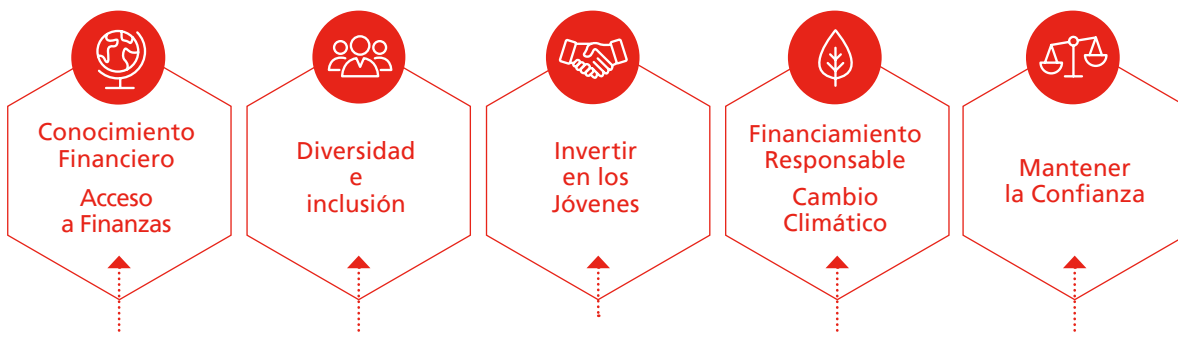 Conocimiento
Financiero
Acceso
a Finanzas
Diversidad
e
inclusión
Invertir
en los
Jóvenes
Financiamiento
Responsable
Cambio
Climático
Mantener
la Confianza